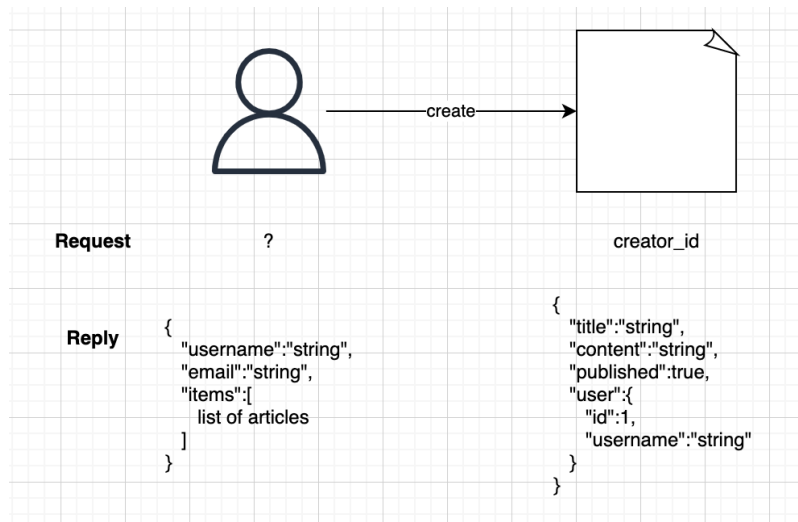 create
Request
?
creator_id
Reply
{
"username":"string",
"email":"string",
"items":[
list of articles
]
}
{
"title":"string",
"content":"string",
"published":true,
"user":{
"id":1,
"username":"string"
}
}